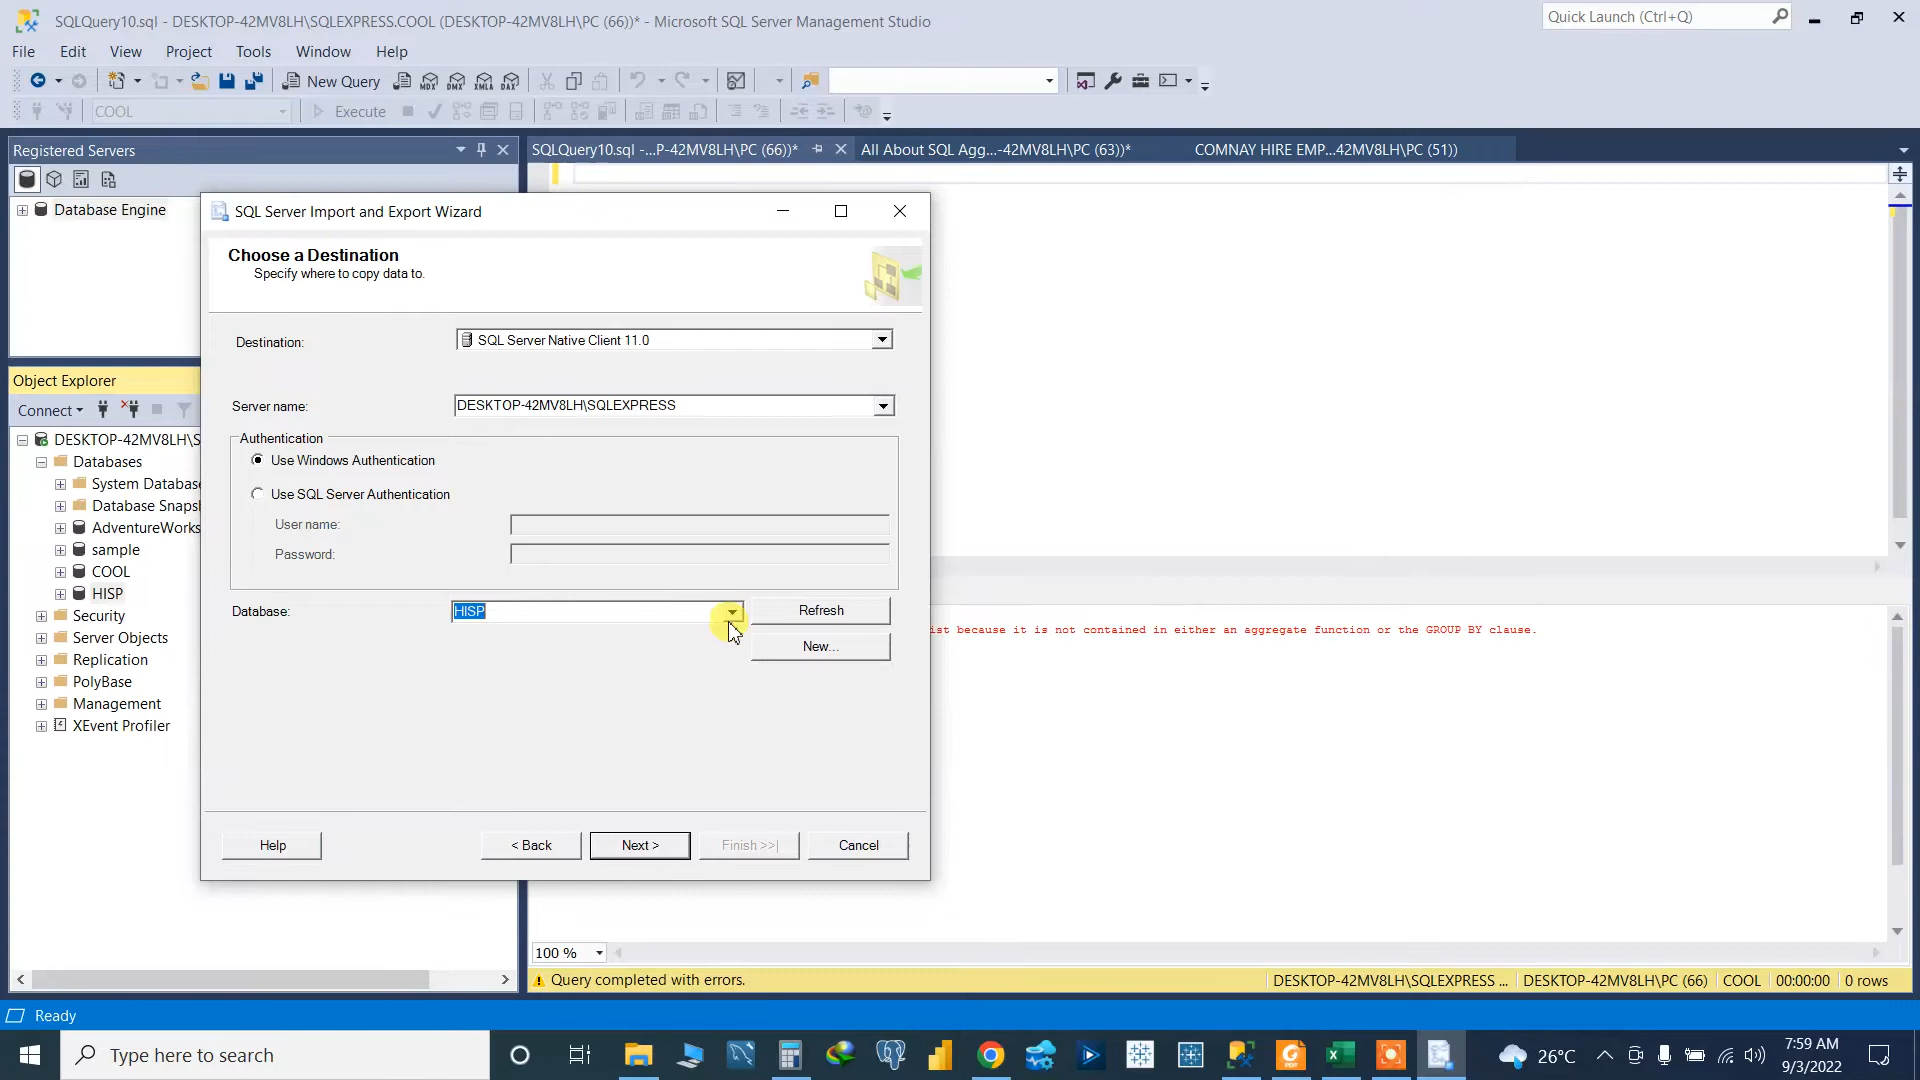 SQLQuery10.sql - DESKTOP-42MV8LH\SQLEXPRESS.COOL (DESKTOP-42MV8LH\PC (66))* - Microsoft SQL Server Management Studio
Quick Launch (Ctrl+Q)
File Edit View Project Tools Window Help
New Query
MDX DMX XMLA DAX
COOL
Execute
Registered Servers
SQLQuery10.sql -...P-42MV8LH\PC (66))*
All About SQL Agg...-42MV8LH\PC (63))*
COMNAY HIRE EMP...42MV8LH\PC (51))
Database Engine
SQL Server Import and Export Wizard
Choose a Destination
Specify where to copy data to.
Destination:
SQL Server Native Client 11.0
Server name:
DESKTOP-42MV8LH\SQLEXPRESS
Authentication
Use Windows Authentication
Use SQL Server Authentication
User name:
Password:
Database:
HISP
Refresh
New...
Help
< Back
Next >
Finish >>|
Cancel
Object Explorer
Connect
DESKTOP-42MV8LH\S
Databases
System Database
Database Snaps
AdventureWorks
sample
COOL
HISP
Security
Server Objects
Replication
PolyBase
Management
XEvent Profiler
ist because it is not contained in either an aggregate function or the GROUP BY clause.
100 %
Query completed with errors.
DESKTOP-42MV8LH\SQLEXPRESS ...
DESKTOP-42MV8LH\PC (66)
COOL
00:00:00
0 rows
Ready
Type here to search
26°C
7:59 AM
9/3/2022